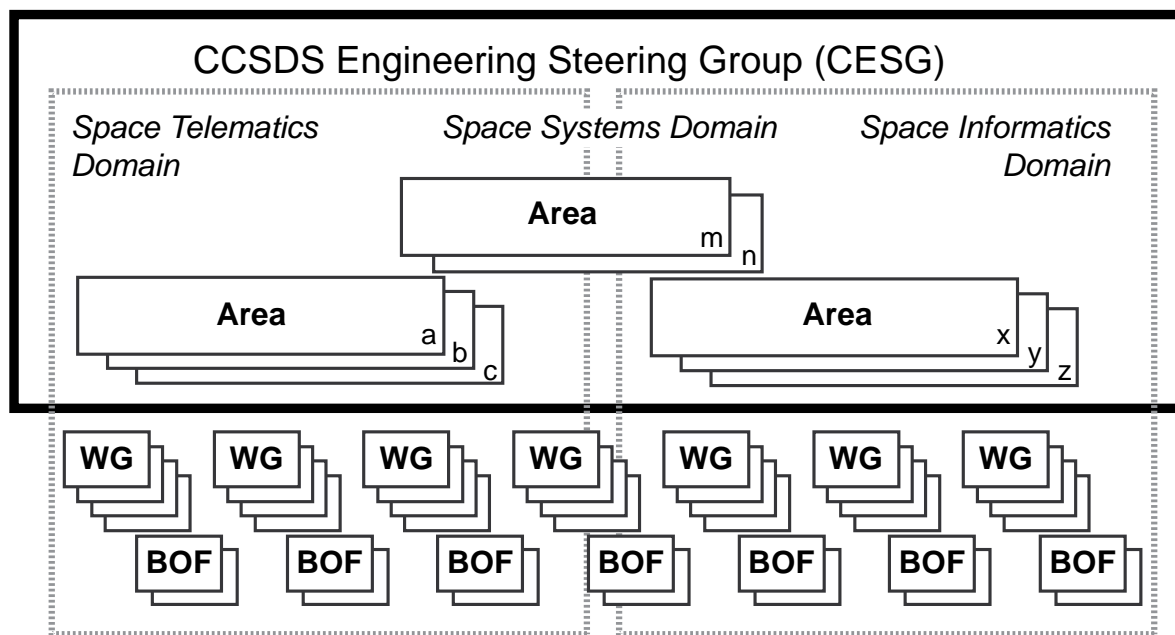 CCSDS Engineering Steering Group (CESG)
Space Telematics
Domain
Space Systems Domain
Space Informatics
Domain
Area
m
n
Area
a
b
c
Area
x
y
z
WG WG WG WG WG WG WG
BOF BOF BOF BOF BOF BOF BOF